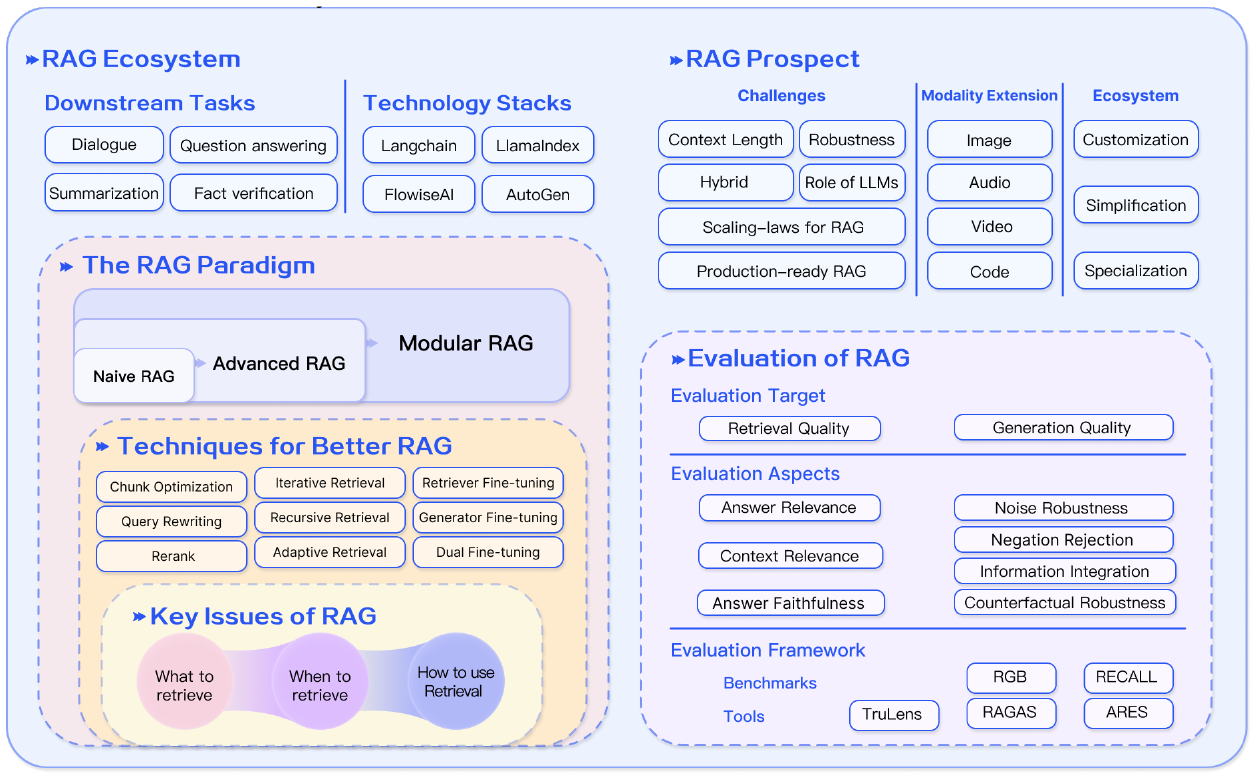 RAG Ecosystem
Downstream Tasks
Dialogue
Question answering
Summarization
Fact verification
Technology Stacks
Langchain
LlamaIndex
FlowiseAI
AutoGen
The RAG Paradigm
Naive RAG
Advanced RAG
Modular RAG
Techniques for Better RAG
Chunk Optimization
Iterative Retrieval
Retriever Fine-tuning
Query Rewriting
Recursive Retrieval
Generator Fine-tuning
Rerank
Adaptive Retrieval
Dual Fine-tuning
Key Issues of RAG
What to
retrieve
When to
retrieve
How to use
Retrieval
RAG Prospect
Challenges
Context Length
Robustness
Hybrid
Role of LLMs
Scaling-laws for RAG
Production-ready RAG
Modality Extension
Image
Audio
Video
Code
Ecosystem
Customization
Simplification
Specialization
Evaluation of RAG
Evaluation Target
Retrieval Quality
Generation Quality
Evaluation Aspects
Answer Relevance
Context Relevance
Answer Faithfulness
Noise Robustness
Negation Rejection
Information Integration
Counterfactual Robustness
Evaluation Framework
Benchmarks
RGB
RECALL
Tools
TruLens
RAGAS
ARES